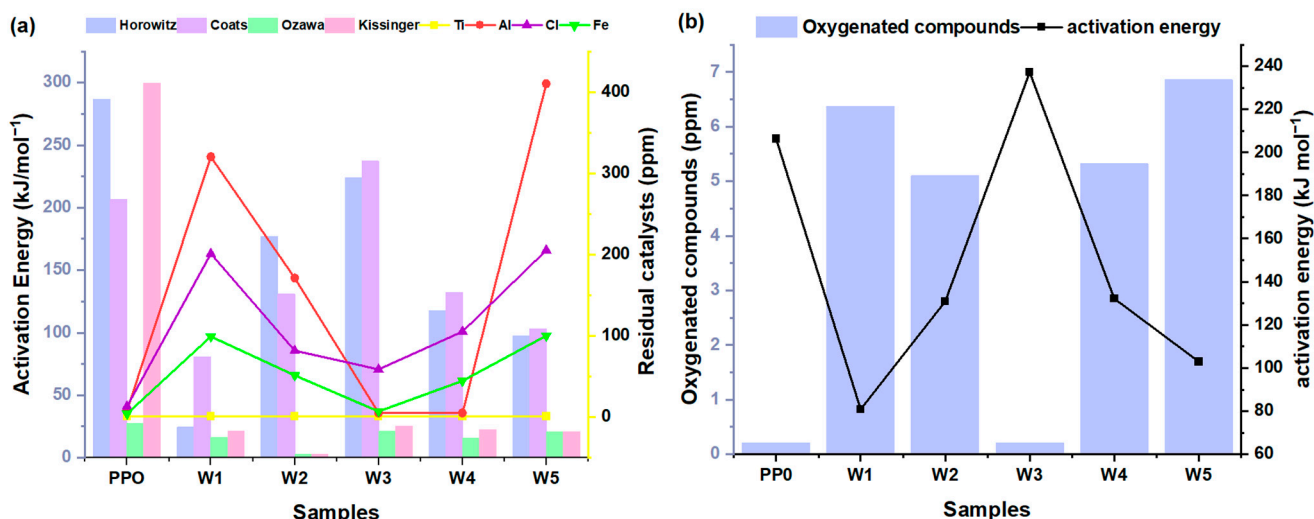 (a)
Horowitz Coats Ozawa Kissinger Ti Al Cl Fe
Activation Energy (kJ/mol⁻¹)
300
250
200
150
100
50
0
PPO W1 W2 W3 W4 W5
Samples
400
300
200
100
0
Residual catalysts (ppm)
(b)
Oxygenated compounds activation energy
Oxygenated compounds (ppm)
7
6
5
4
3
2
1
0
PP0 W1 W2 W3 W4 W5
Samples
240
220
200
180
160
140
120
100
80
60
activation energy (kJ mol⁻¹)